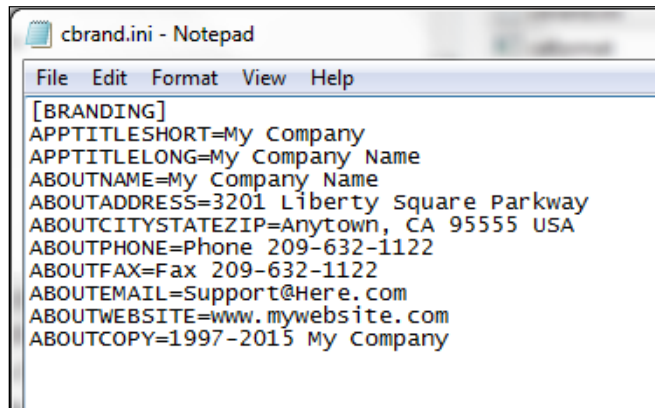 cbrand.ini - Notepad
File Edit Format View Help
[BRANDING]
APPTITLESHORT=My Company
APPTITLELONG=My Company Name
ABOUTNAME=My Company Name
ABOUTADDRESS=3201 Liberty Square Parkway
ABOUTCITYSTATEZIP=Anytown, CA 95555 USA
ABOUTPHONE=Phone 209-632-1122
ABOUTFAX=Fax 209-632-1122
ABOUTEMAIL=Support@Here.com
ABOUTWEBSITE=www.mywebsite.com
ABOUTCOPY=1997-2015 My Company